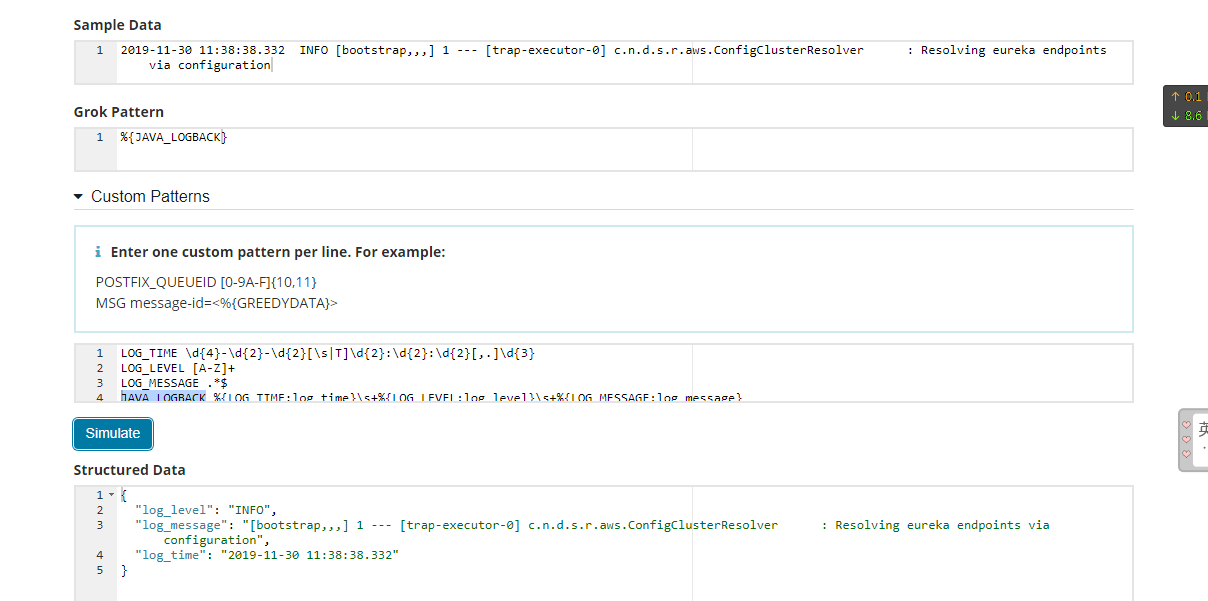 Sample Data
1 2019-11-30 11:38:38.332  INFO [bootstrap,,,] 1 --- [trap-executor-0] c.n.d.s.r.aws.ConfigClusterResolver      : Resolving eureka endpoints
via configuration
↑ 0.1
Grok Pattern
↓ 8.6
1 %{JAVA_LOGBACK}
Custom Patterns
i Enter one custom pattern per line. For example:
POSTFIX_QUEUEID [0-9A-F]{10,11}
MSG message-id=<%{GREEDYDATA}>
1 LOG_TIME \d{4}-\d{2}-\d{2}[\s|T]\d{2}:\d{2}:\d{2}[,.]\d{3}
2 LOG_LEVEL [A-Z]+
3 LOG_MESSAGE .*$
4 JAVA_LOGBACK %{LOG_TIME:log_time}\s+%{LOG_LEVEL:log_level}\s+%{LOG_MESSAGE:log_message}
英
Simulate
Structured Data
1 {
2 "log_level": "INFO",
3 "log_message": "[bootstrap,,,] 1 --- [trap-executor-0] c.n.d.s.r.aws.ConfigClusterResolver      : Resolving eureka endpoints via
configuration",
4 "log_time": "2019-11-30 11:38:38.332"
5 }